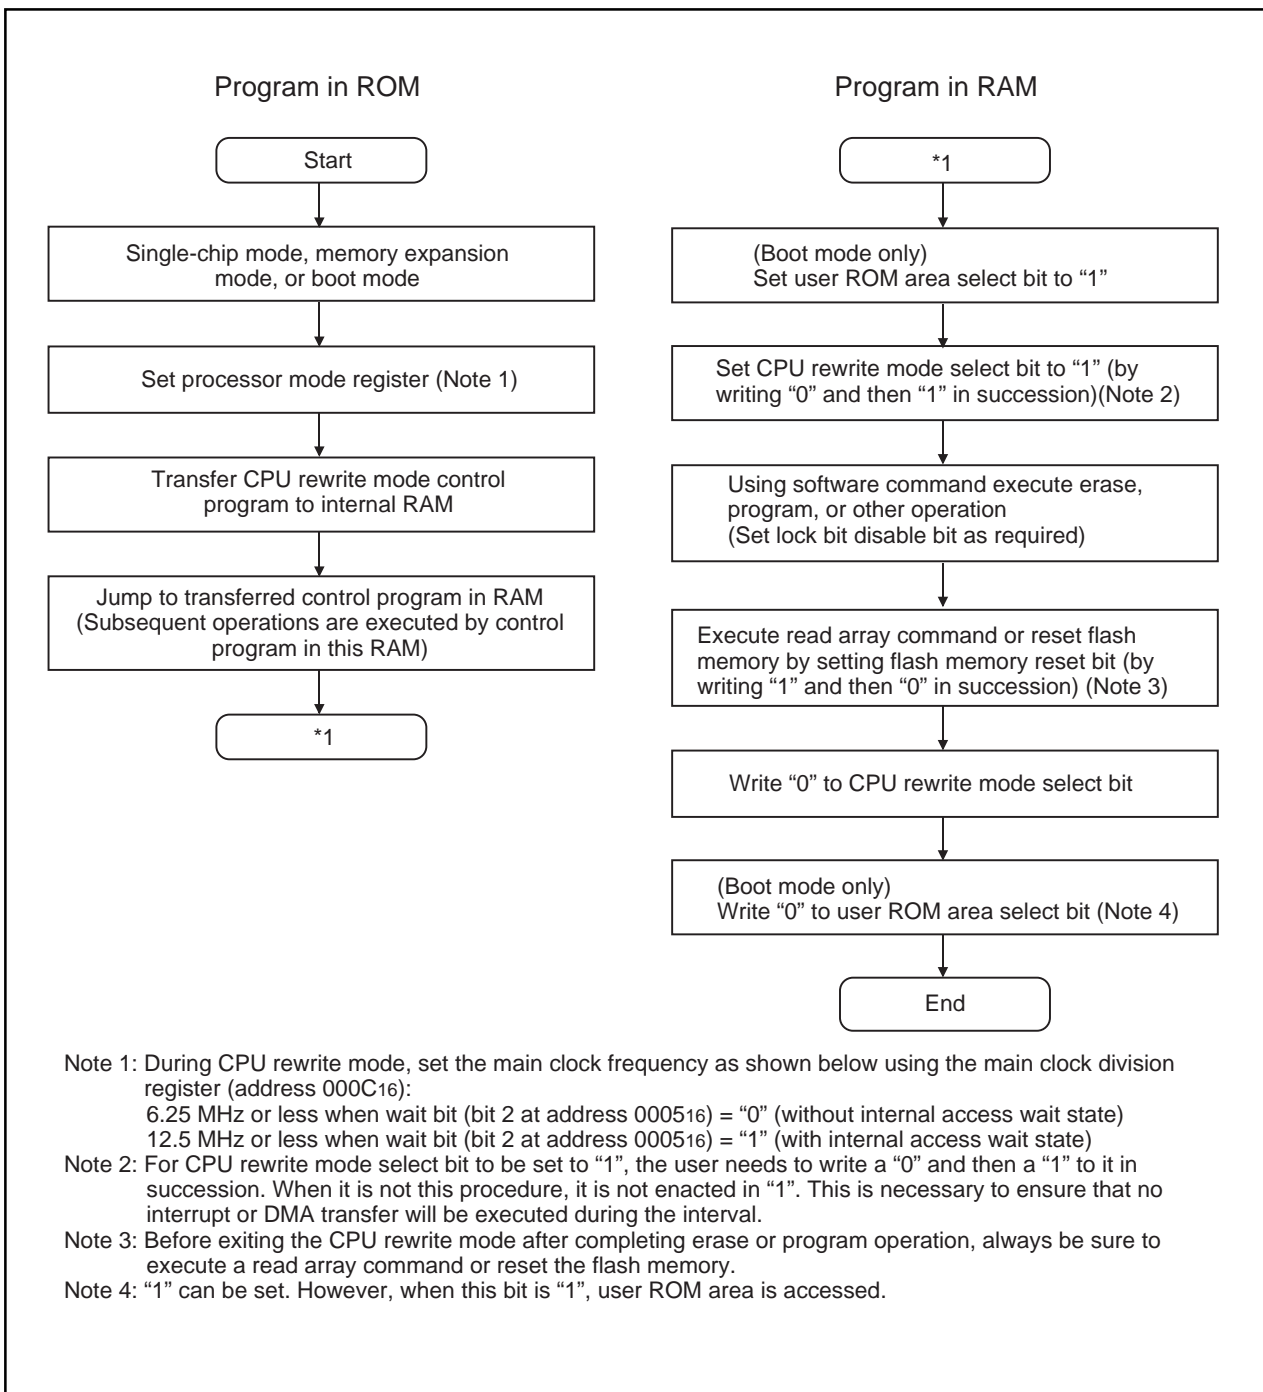 Program in ROM
Start
Single-chip mode, memory expansion
mode, or boot mode
Set processor mode register (Note 1)
Transfer CPU rewrite mode control
program to internal RAM
Jump to transferred control program in RAM
(Subsequent operations are executed by control
program in this RAM)
*1
Program in RAM
*1
(Boot mode only)
Set user ROM area select bit to “1”
Set CPU rewrite mode select bit to “1” (by
writing “0” and then “1” in succession)(Note 2)
Using software command execute erase,
program, or other operation
(Set lock bit disable bit as required)
Execute read array command or reset flash
memory by setting flash memory reset bit (by
writing “1” and then “0” in succession) (Note 3)
Write “0” to CPU rewrite mode select bit
(Boot mode only)
Write “0” to user ROM area select bit (Note 4)
End
Note 1: During CPU rewrite mode, set the main clock frequency as shown below using the main clock division
register (address 000C16):
6.25 MHz or less when wait bit (bit 2 at address 000516) = “0” (without internal access wait state)
12.5 MHz or less when wait bit (bit 2 at address 000516) = “1” (with internal access wait state)
Note 2: For CPU rewrite mode select bit to be set to “1”, the user needs to write a “0” and then a “1” to it in
succession. When it is not this procedure, it is not enacted in “1”. This is necessary to ensure that no
interrupt or DMA transfer will be executed during the interval.
Note 3: Before exiting the CPU rewrite mode after completing erase or program operation, always be sure to
execute a read array command or reset the flash memory.
Note 4: “1” can be set. However, when this bit is “1”, user ROM area is accessed.